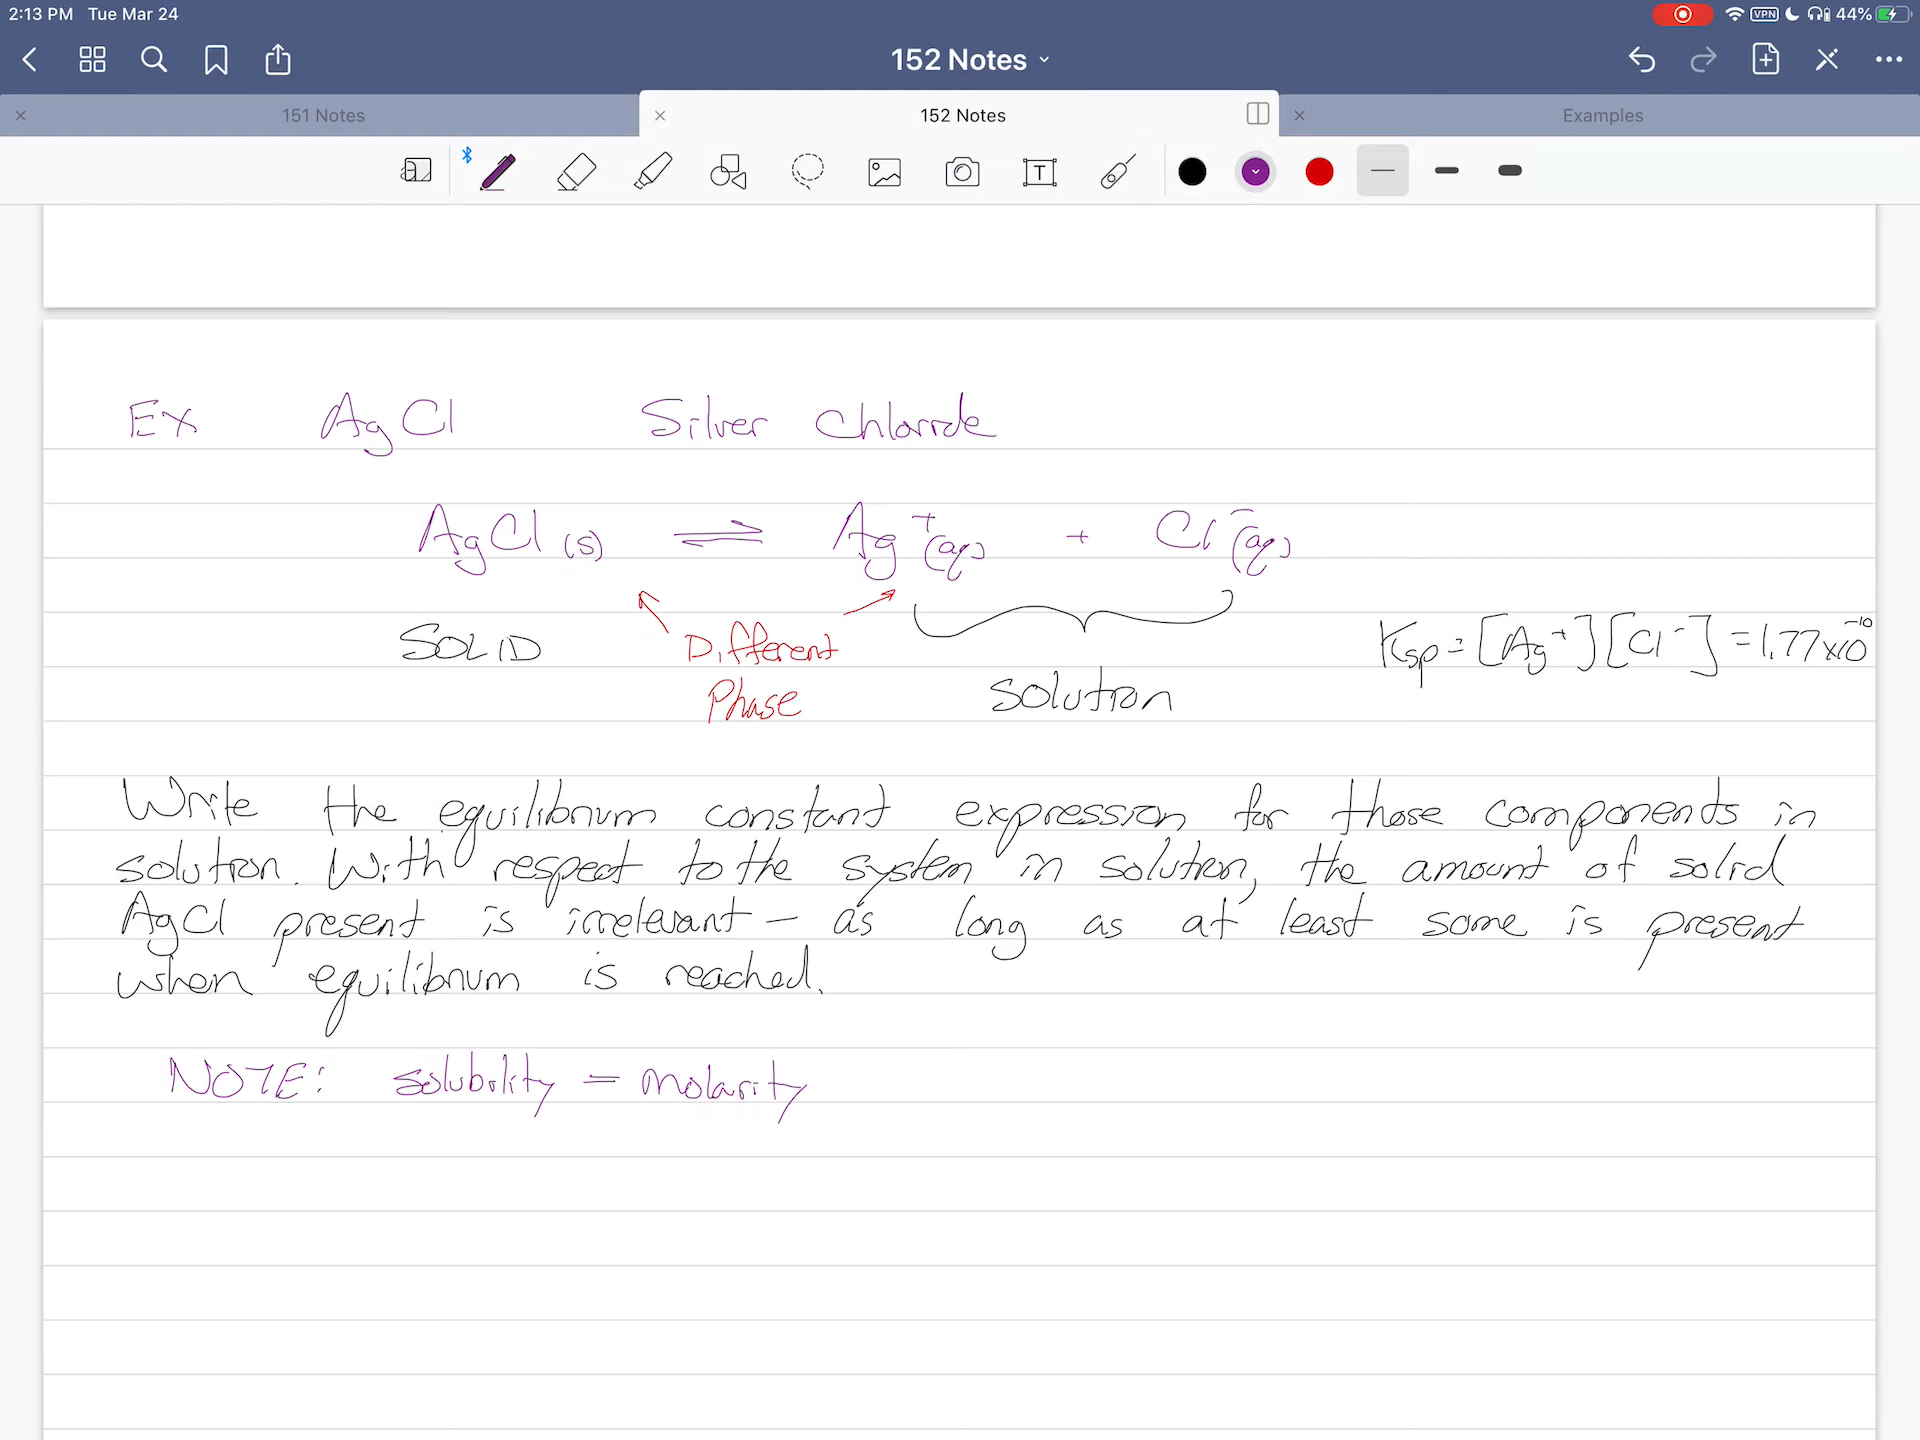 2:13 PM Tue Mar 24 VPN 44%
152 Notes
151 Notes 152 Notes Examples
T
Ex AgCl Silver Chloride
AgCl (s) ⇌ Ag⁺(aq) + Cl⁻(aq)
SOLID Different Phase solution Ksp = [Ag⁺][Cl⁻] = 1.77x10⁻¹⁰
Write the equilibrium constant expression for those components in
solution. With respect to the system in solution, the amount of solid
AgCl present is irrelevant – as long as at least some is present
when equilibrium is reached.
NOTE: solubility = molarity